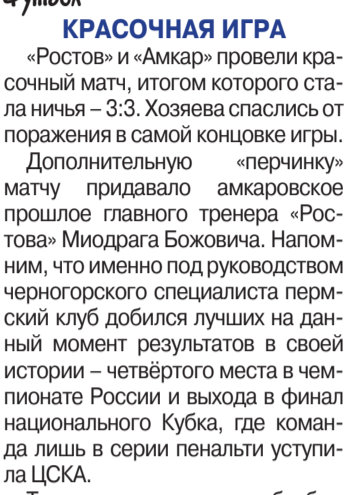 Футбол
КРАСОЧНАЯ ИГРА
«Ростов» и «Амкар» провели кра-
сочный матч, итогом которого ста-
ла ничья – 3:3. Хозяева спаслись от
поражения в самой концовке игры.
Дополнительную «перчинку»
матчу придавало амкаровское
прошлое главного тренера «Рос-
това» Миодрага Божовича. Напом-
ним, что именно под руководством
черногорского специалиста перм-
ский клуб добился лучших на дан-
ный момент результатов в своей
истории – четвёртого места в чем-
пионате России и выхода в финал
национального Кубка, где коман-
да лишь в серии пенальти уступи-
ла ЦСКА.